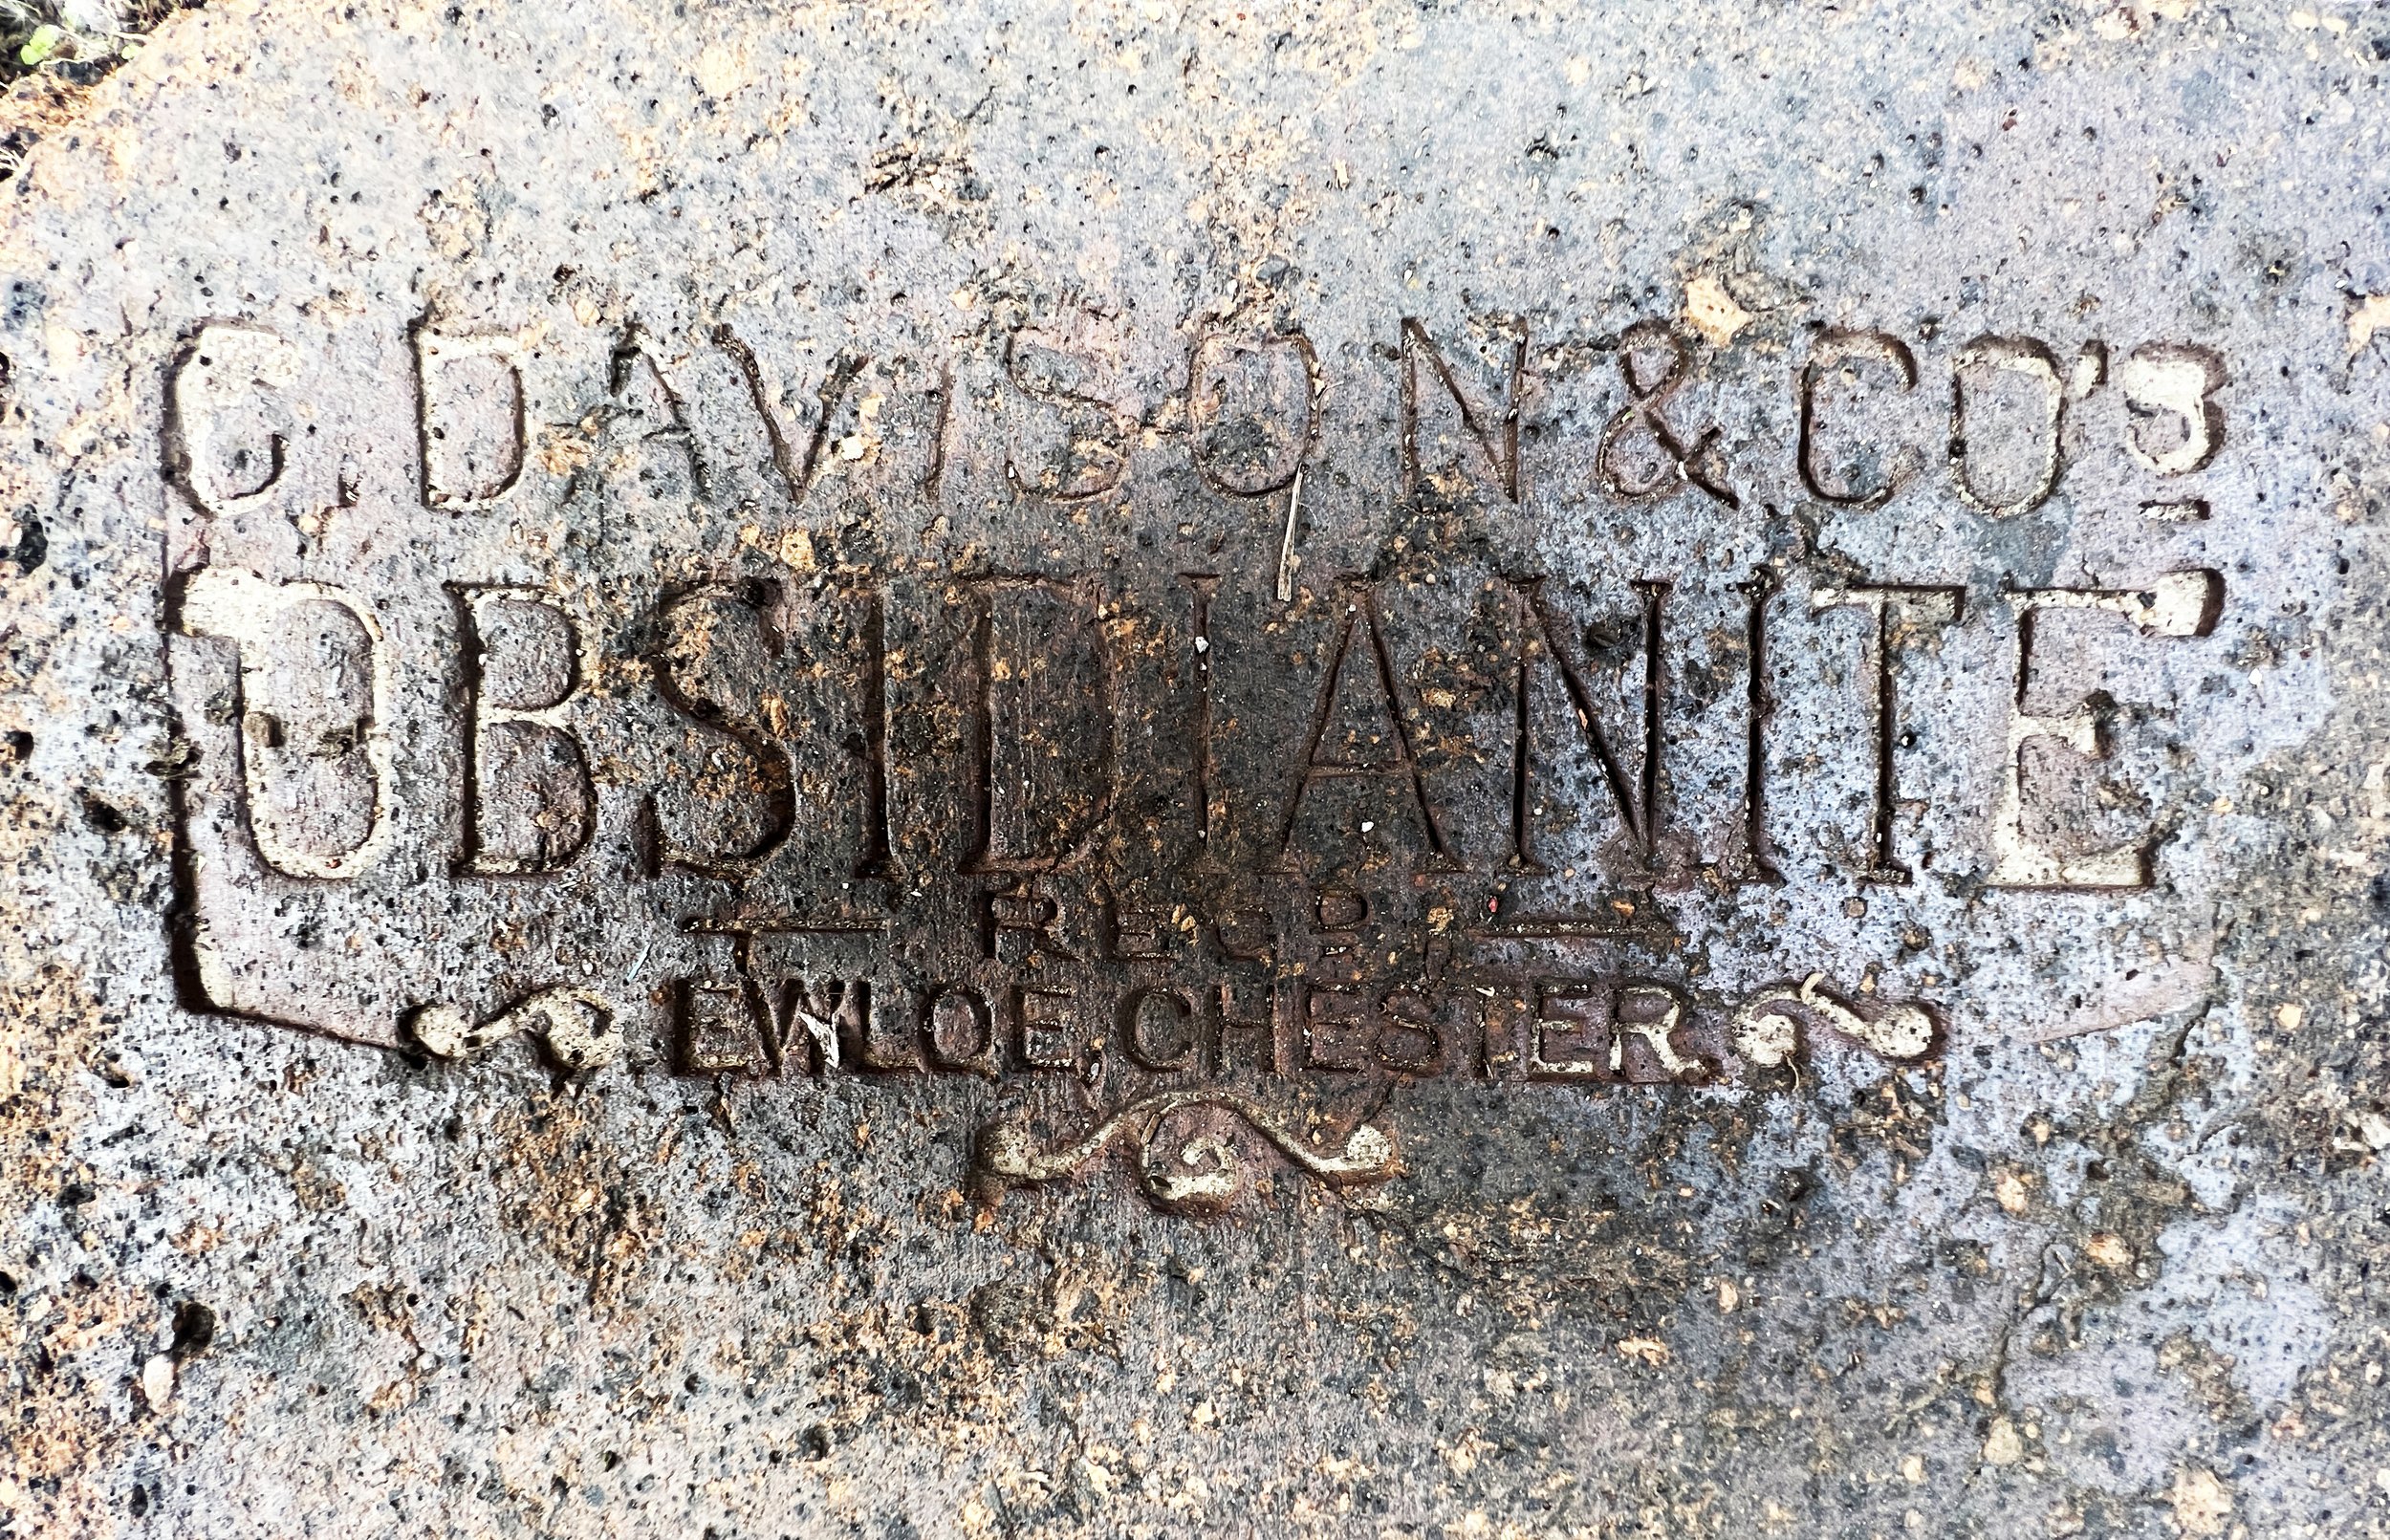 C. DAVISON & CO'S
OBSIDIANITE
REGD.
EWLOE, CHESTER.